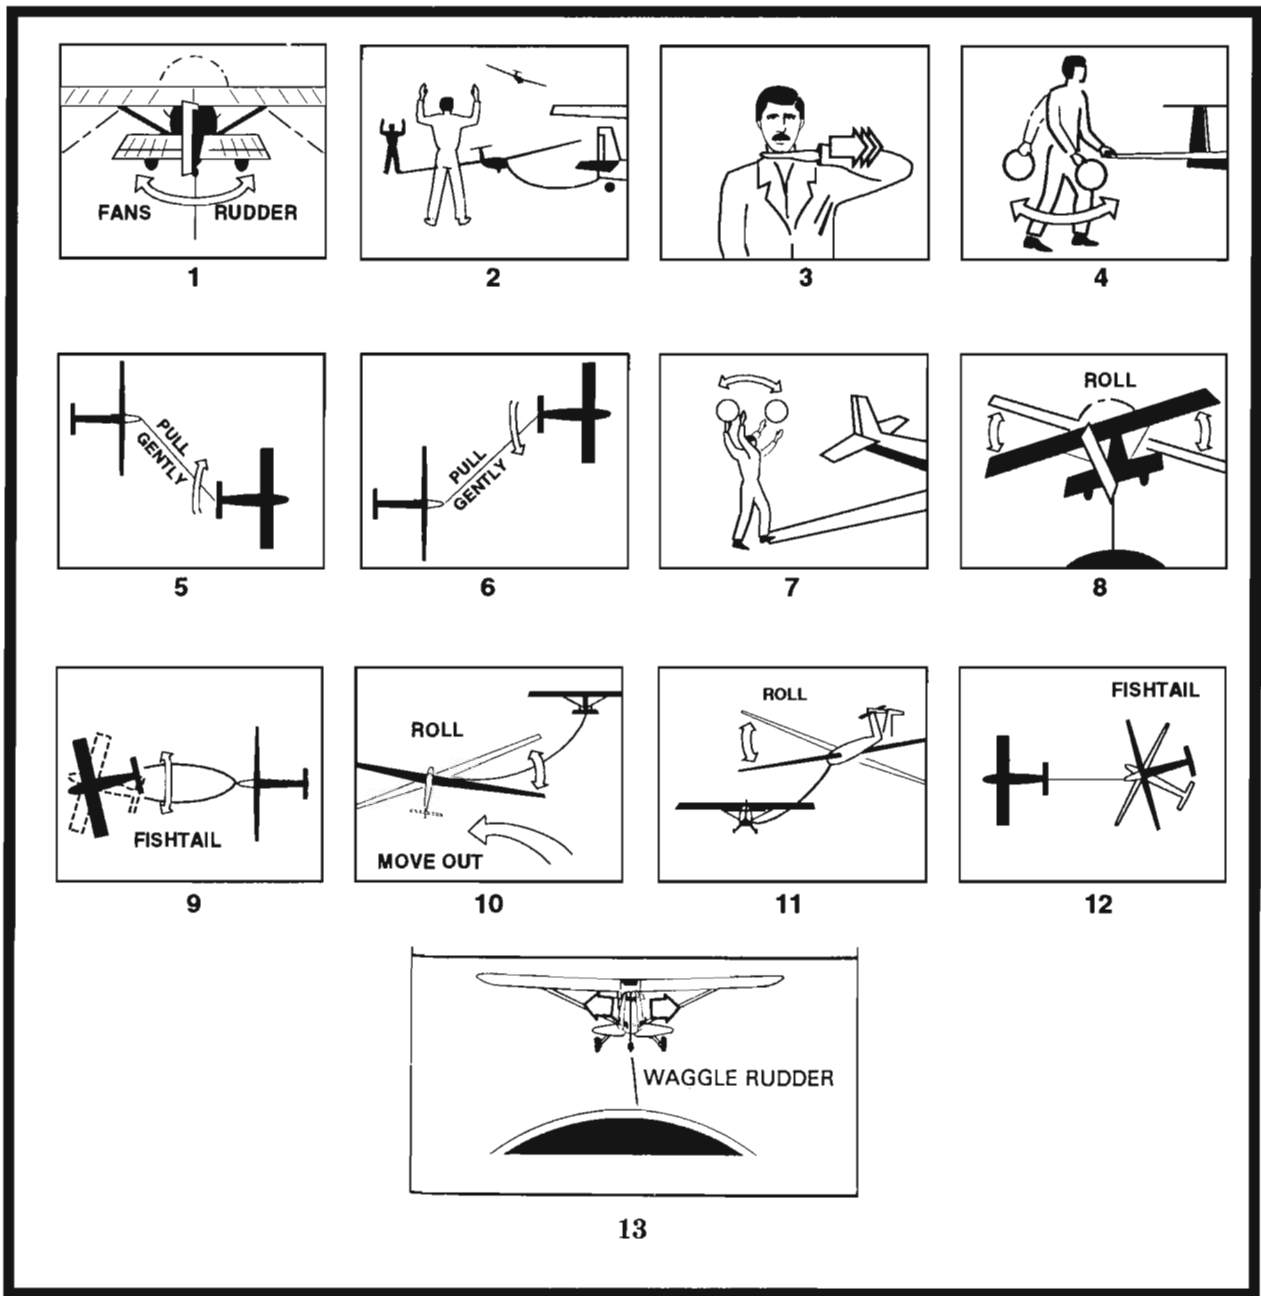 FANS RUDDER
1
2
3
4
PULL
GENTLY
5
PULL
GENTLY
6
7
ROLL
8
FISHTAIL
9
ROLL
MOVE OUT
10
ROLL
11
FISHTAIL
12
WAGGLE RUDDER
13